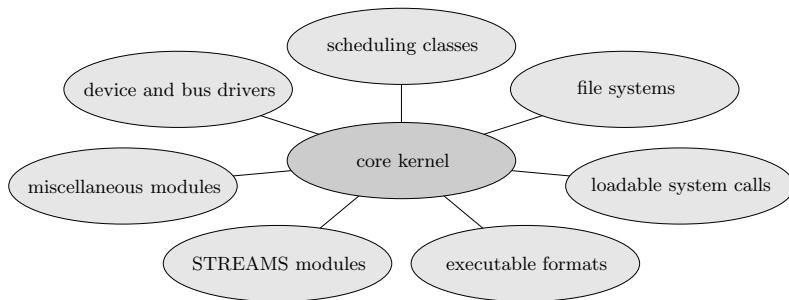 scheduling classes
device and bus drivers
file systems
core kernel
miscellaneous modules
loadable system calls
STREAMS modules
executable formats